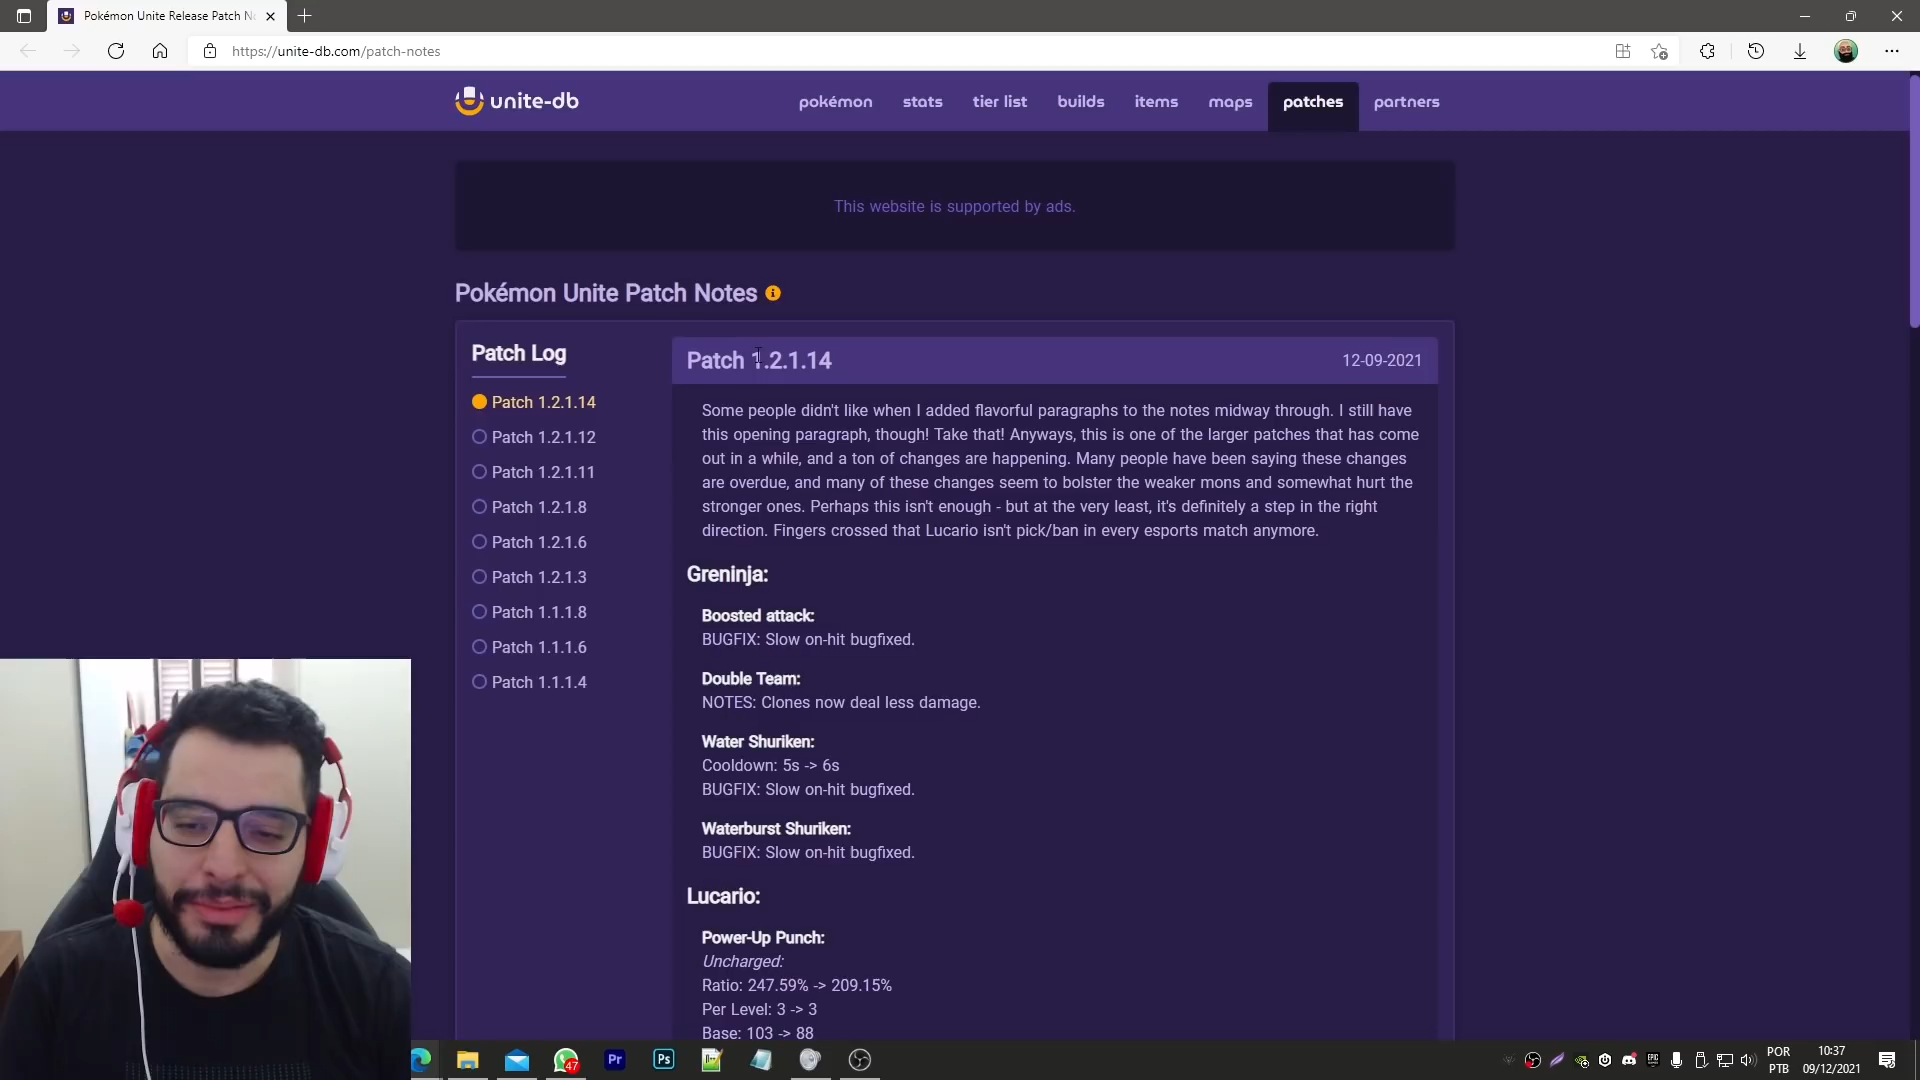 Pokémon Unite Release Patch N
https://unite-db.com/patch-notes
unite-db
pokémon stats tier list builds items maps patches partners
This website is supported by ads.
Pokémon Unite Patch Notes
Patch Log
Patch 1.2.1.14
Patch 1.2.1.12
Patch 1.2.1.11
Patch 1.2.1.8
Patch 1.2.1.6
Patch 1.2.1.3
Patch 1.1.1.8
Patch 1.1.1.6
Patch 1.1.1.4
Patch 1.2.1.14 12-09-2021
Some people didn't like when I added flavorful paragraphs to the notes midway through. I still have
this opening paragraph, though! Take that! Anyways, this is one of the larger patches that has come
out in a while, and a ton of changes are happening. Many people have been saying these changes
are overdue, and many of these changes seem to bolster the weaker mons and somewhat hurt the
stronger ones. Perhaps this isn't enough - but at the very least, it's definitely a step in the right
direction. Fingers crossed that Lucario isn't pick/ban in every esports match anymore.
Greninja:
Boosted attack:
BUGFIX: Slow on-hit bugfixed.
Double Team:
NOTES: Clones now deal less damage.
Water Shuriken:
Cooldown: 5s -> 6s
BUGFIX: Slow on-hit bugfixed.
Waterburst Shuriken:
BUGFIX: Slow on-hit bugfixed.
Lucario:
Power-Up Punch:
Uncharged:
Ratio: 247.59% -> 209.15%
Per Level: 3 -> 3
Base: 103 -> 88
47
Pr
Ps
EPIC
POR
PTB
10:37
09/12/2021